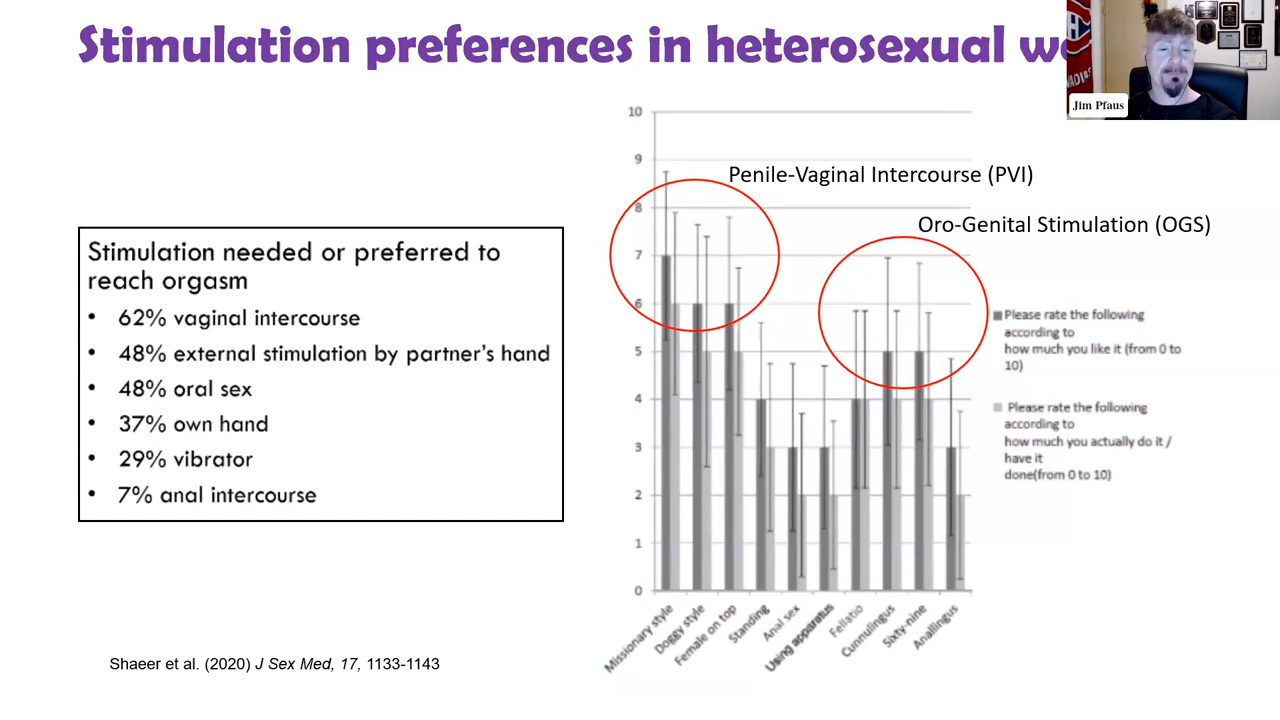 Stimulation preferences in heterosexual
Jim Pfaus
Stimulation needed or preferred to
reach orgasm
• 62% vaginal intercourse
• 48% external stimulation by partner's hand
• 48% oral sex
• 37% own hand
• 29% vibrator
• 7% anal intercourse
Shaeer et al. (2020) J Sex Med, 17, 1133-1143
Penile-Vaginal Intercourse (PVI)
Oro-Genital Stimulation (OGS)
10
9
8
7
6
5
4
3
2
1
0
Missionary style
Doggy style
Female on top
Standing
Anal sex
Using apparatus
Fellatio
Cunnulingus
Sixty-nine
Anallingus
Please rate the following
according to
how much you like it (from 0 to
10)
Please rate the following
according to
how much you actually do it /
have it
done(from 0 to 10)